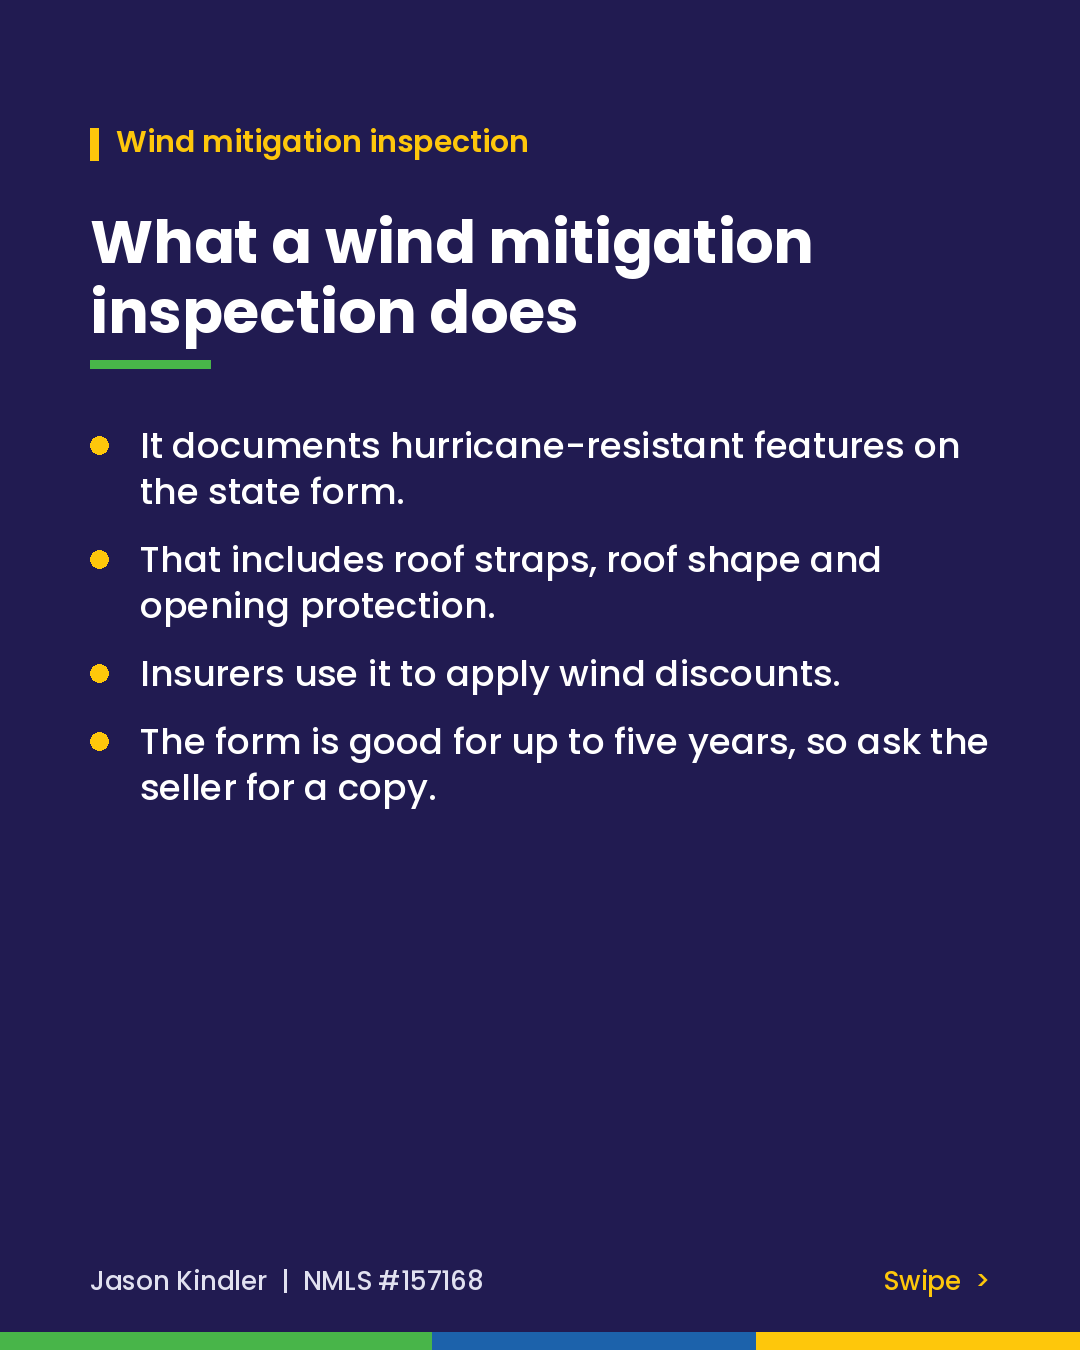 Wind mitigation inspection
What a wind mitigation
inspection does
It documents hurricane-resistant features on
the state form.
That includes roof straps, roof shape and
opening protection.
Insurers use it to apply wind discounts.
The form is good for up to five years, so ask the
seller for a copy.
Jason Kindler | NMLS #157168
Swipe >